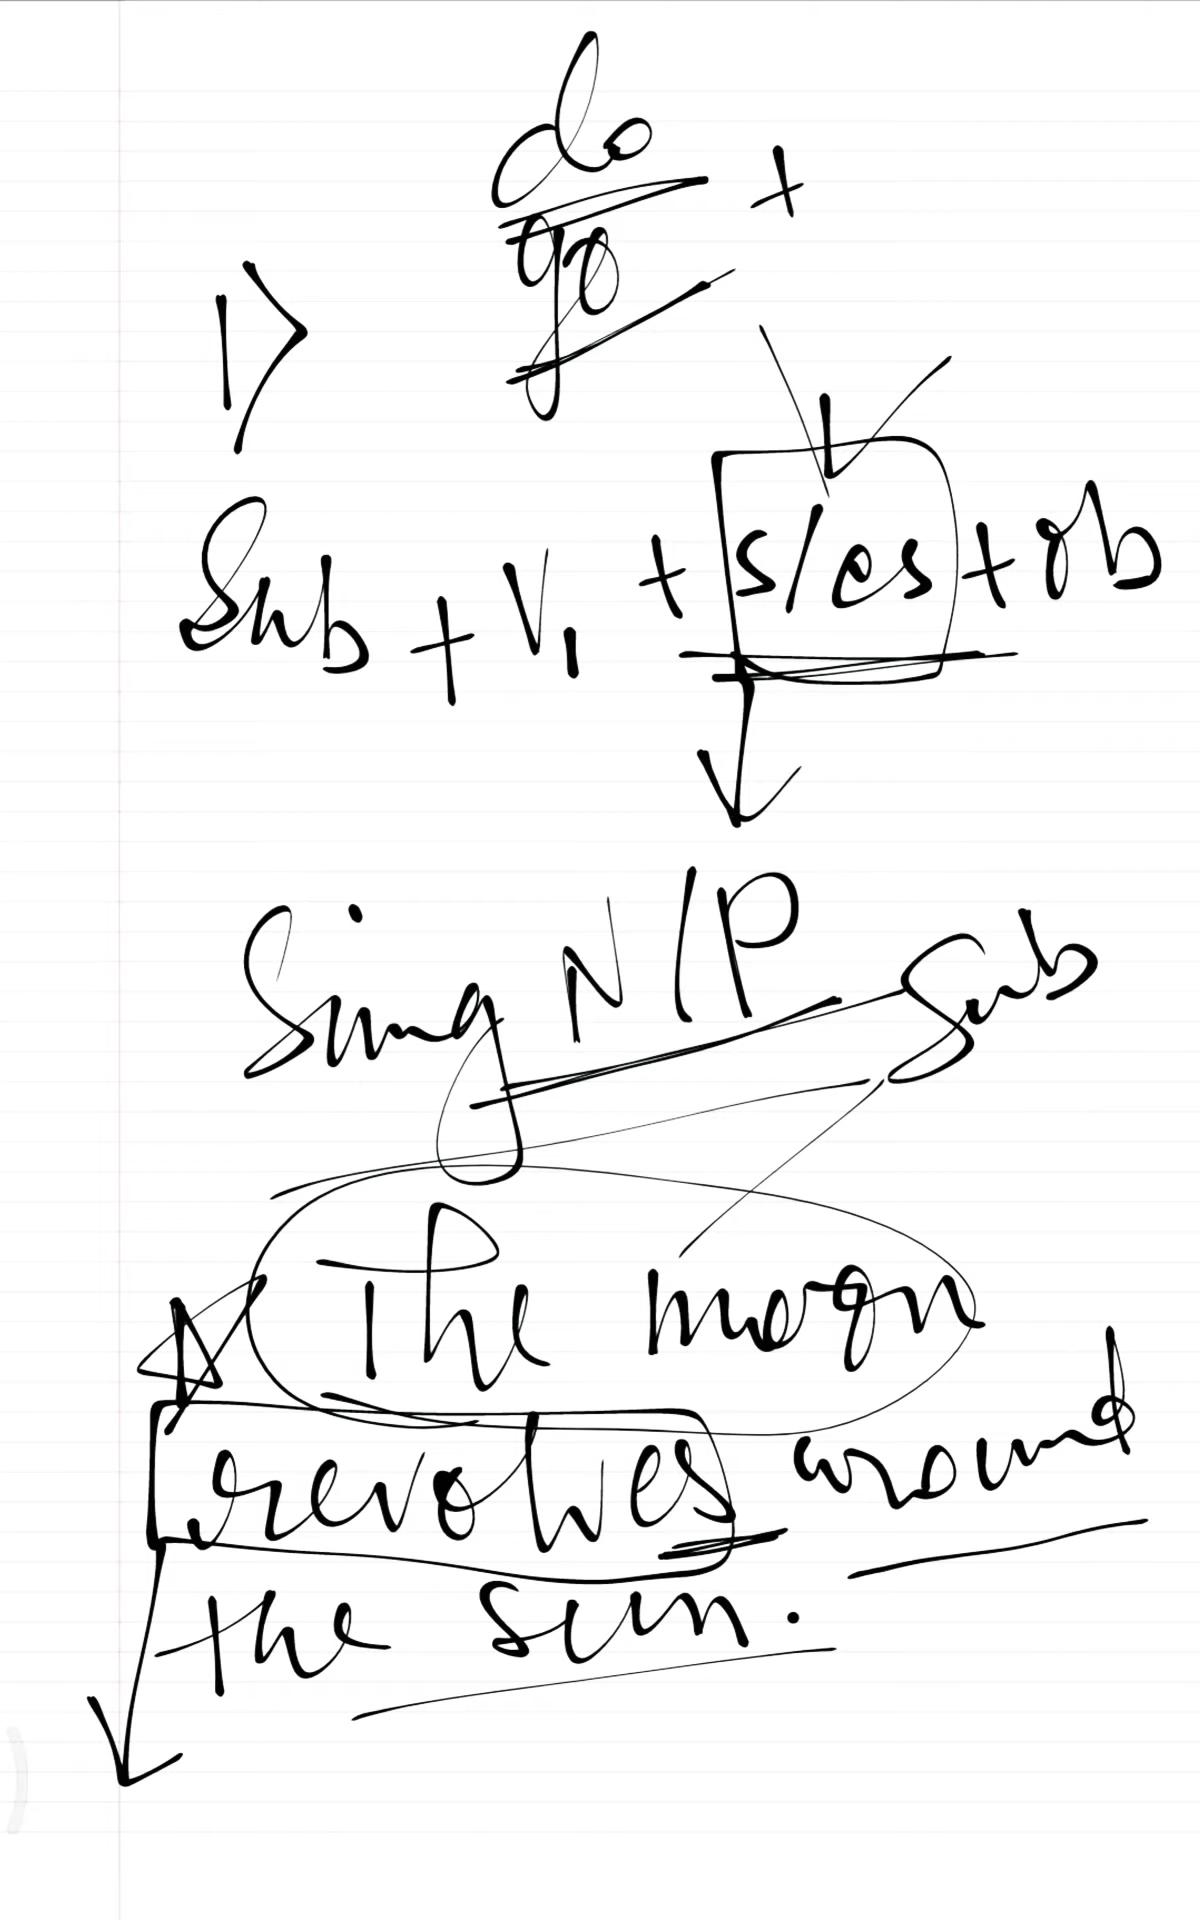 do +
go
1>
Sub + V1 + s/es + ob
Sing N/P
Sub
The moon
revolves around
the sun.